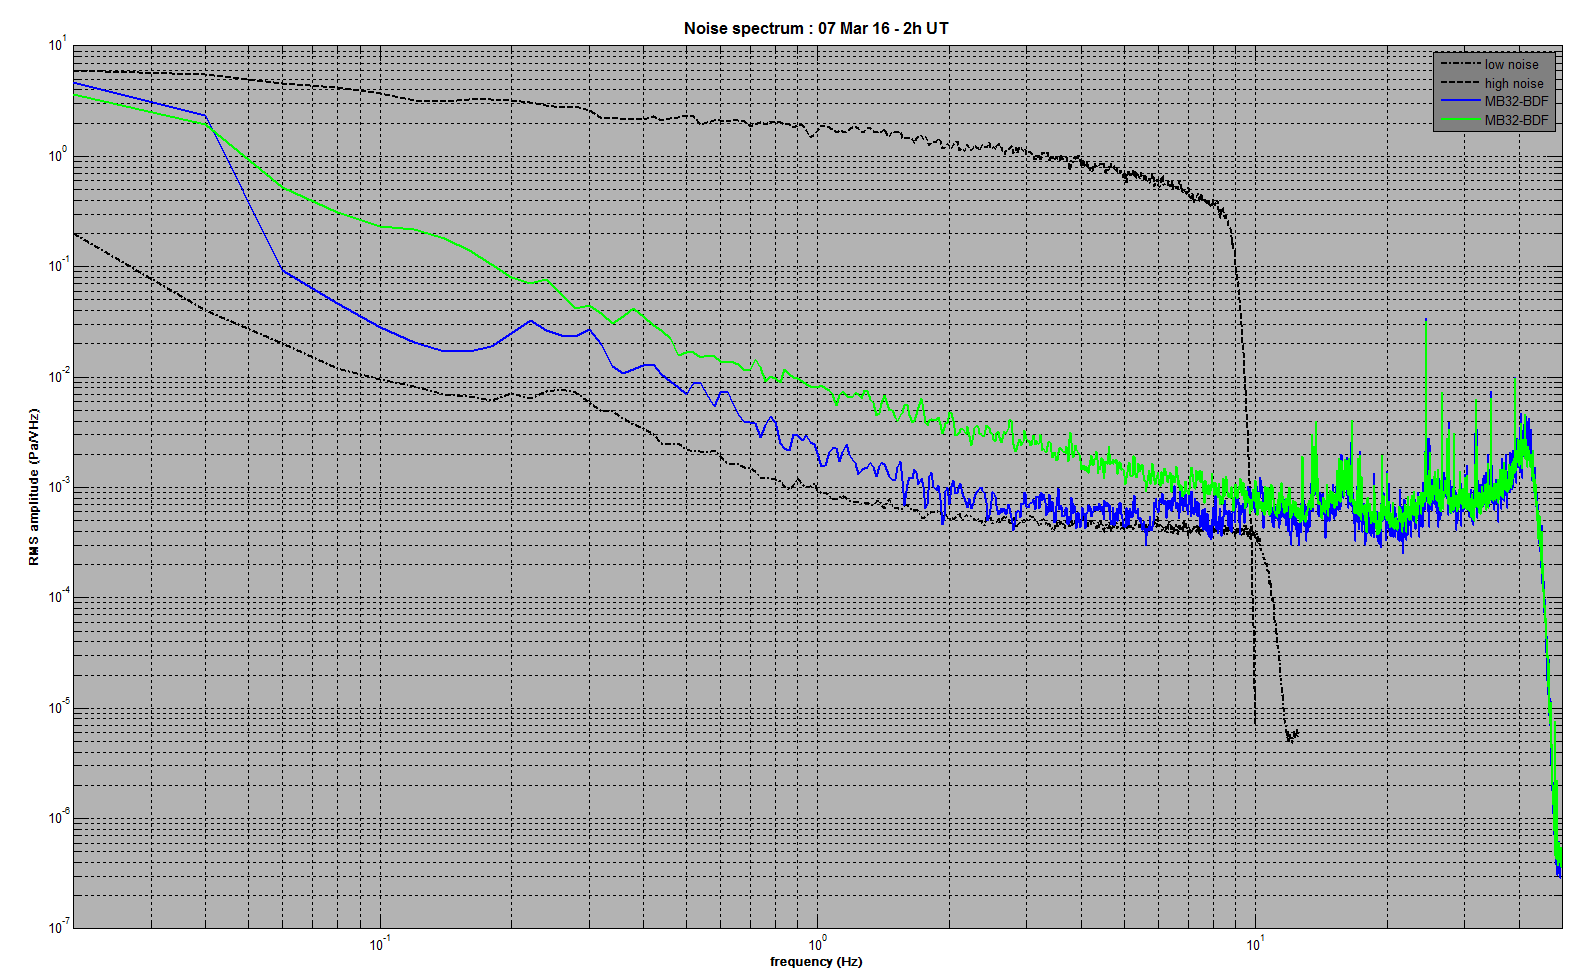 Noise spectrum : 07 Mar 16 - 2h UT
low noise
high noise
MB32-BDF
MB32-BDF
RMS amplitude (Pa/√Hz)
10^1
10^0
10^-1
10^-2
10^-3
10^-4
10^-5
10^-6
10^-7
10^-1
10^0
10^1
frequency (Hz)